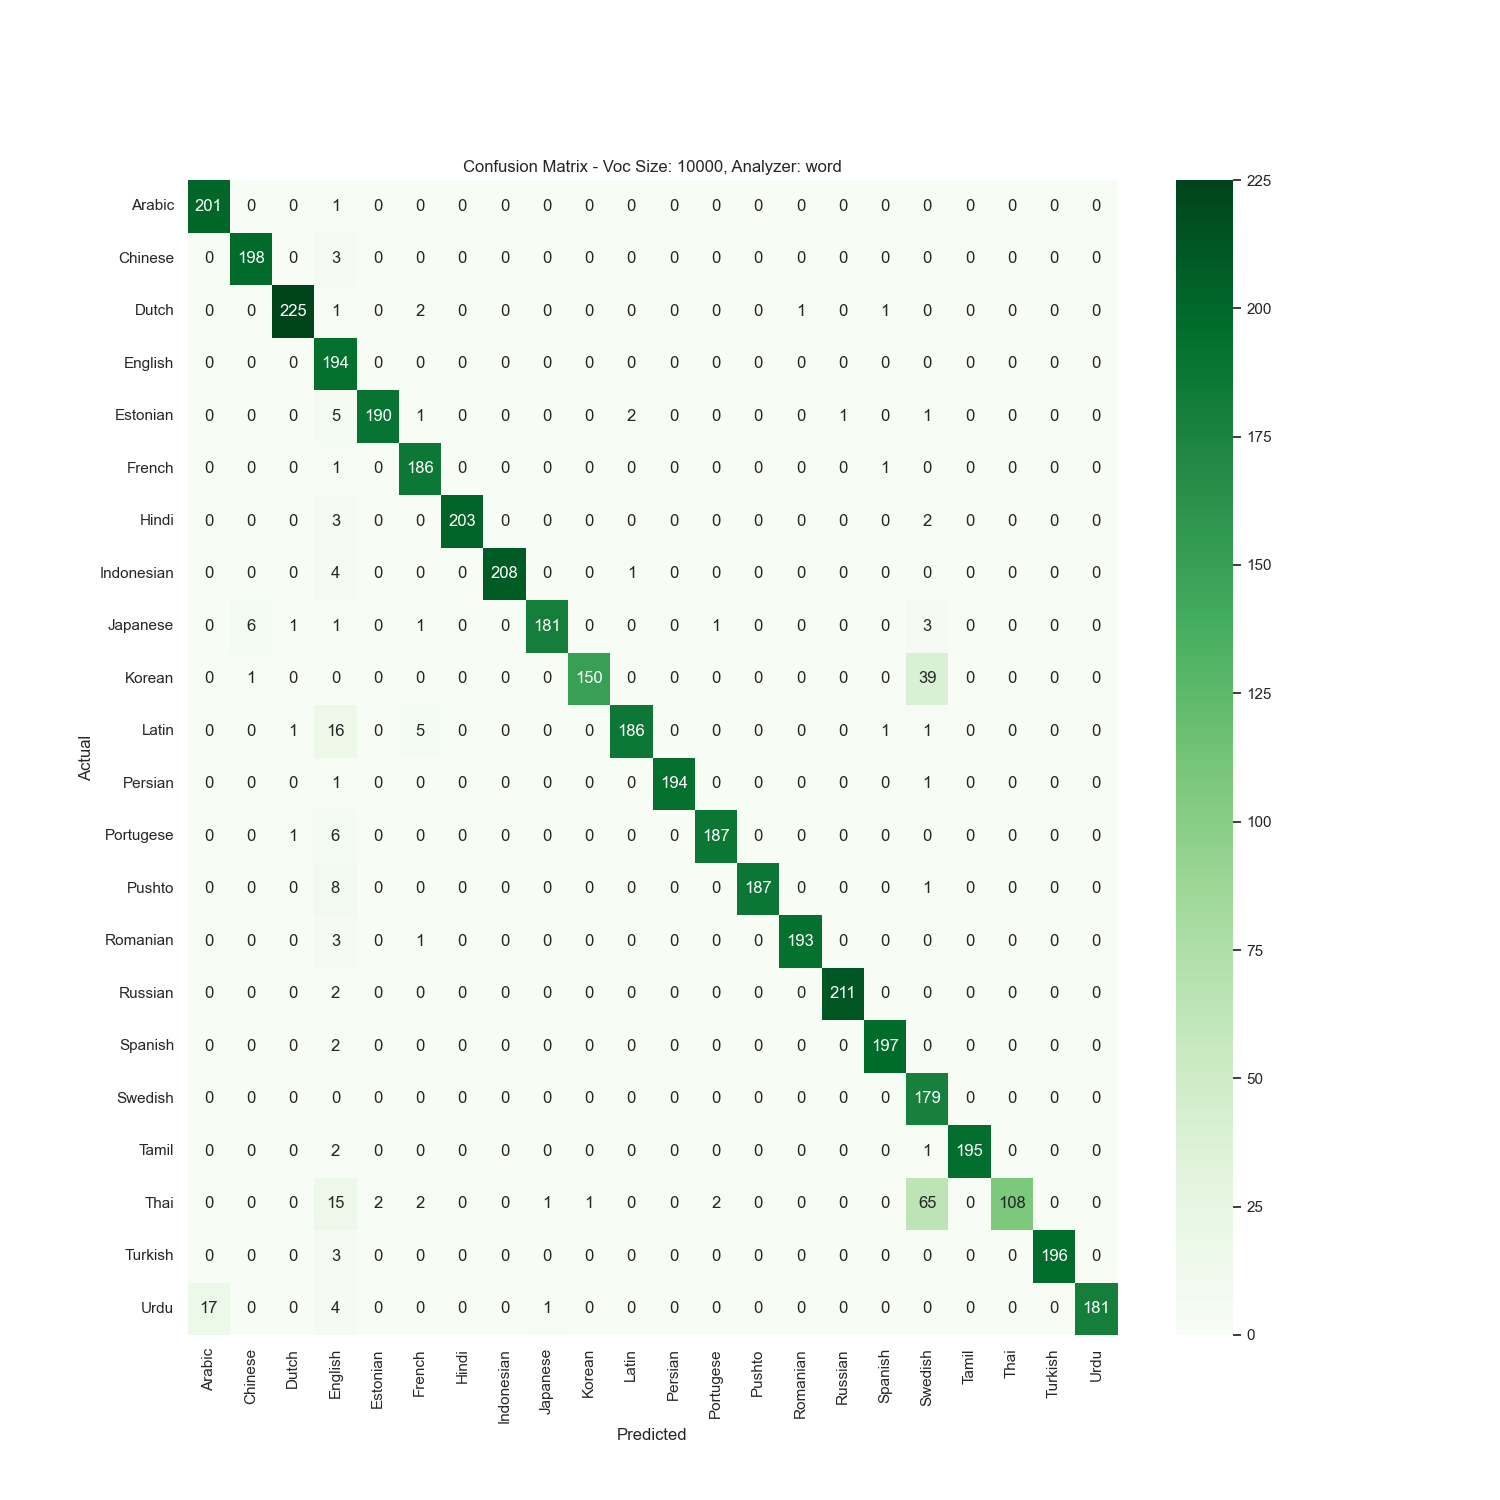 Confusion Matrix - Voc Size: 10000, Analyzer: word
Actual
Arabic 201 0 0 1 0 0 0 0 0 0 0 0 0 0 0 0 0 0 0 0 0 0
Chinese 0 198 0 3 0 0 0 0 0 0 0 0 0 0 0 0 0 0 0 0 0 0
Dutch 0 0 225 1 0 2 0 0 0 0 0 0 0 0 1 0 1 0 0 0 0 0
English 0 0 0 194 0 0 0 0 0 0 0 0 0 0 0 0 0 0 0 0 0 0
Estonian 0 0 0 5 190 1 0 0 0 0 2 0 0 0 0 1 0 1 0 0 0 0
French 0 0 0 1 0 186 0 0 0 0 0 0 0 0 0 0 1 0 0 0 0 0
Hindi 0 0 0 3 0 0 203 0 0 0 0 0 0 0 0 0 0 2 0 0 0 0
Indonesian 0 0 0 4 0 0 0 208 0 0 1 0 0 0 0 0 0 0 0 0 0 0
Japanese 0 6 1 1 0 1 0 0 181 0 0 0 1 0 0 0 0 3 0 0 0 0
Korean 0 1 0 0 0 0 0 0 0 150 0 0 0 0 0 0 0 39 0 0 0 0
Latin 0 0 1 16 0 5 0 0 0 0 186 0 0 0 0 0 1 1 0 0 0 0
Persian 0 0 0 1 0 0 0 0 0 0 0 194 0 0 0 0 0 1 0 0 0 0
Portugese 0 0 1 6 0 0 0 0 0 0 0 0 187 0 0 0 0 0 0 0 0 0
Pushto 0 0 0 8 0 0 0 0 0 0 0 0 0 187 0 0 0 1 0 0 0 0
Romanian 0 0 0 3 0 1 0 0 0 0 0 0 0 0 193 0 0 0 0 0 0 0
Russian 0 0 0 2 0 0 0 0 0 0 0 0 0 0 0 211 0 0 0 0 0 0
Spanish 0 0 0 2 0 0 0 0 0 0 0 0 0 0 0 0 197 0 0 0 0 0
Swedish 0 0 0 0 0 0 0 0 0 0 0 0 0 0 0 0 0 179 0 0 0 0
Tamil 0 0 0 2 0 0 0 0 0 0 0 0 0 0 0 0 0 1 195 0 0 0
Thai 0 0 0 15 2 2 0 0 1 1 0 0 2 0 0 0 0 65 0 108 0 0
Turkish 0 0 0 3 0 0 0 0 0 0 0 0 0 0 0 0 0 0 0 0 196 0
Urdu 17 0 0 4 0 0 0 0 1 0 0 0 0 0 0 0 0 0 0 0 0 181
Arabic Chinese Dutch English Estonian French Hindi Indonesian Japanese Korean Latin Persian Portugese Pushto Romanian Russian Spanish Swedish Tamil Thai Turkish Urdu
Predicted
225
200
175
150
125
100
75
50
25
0